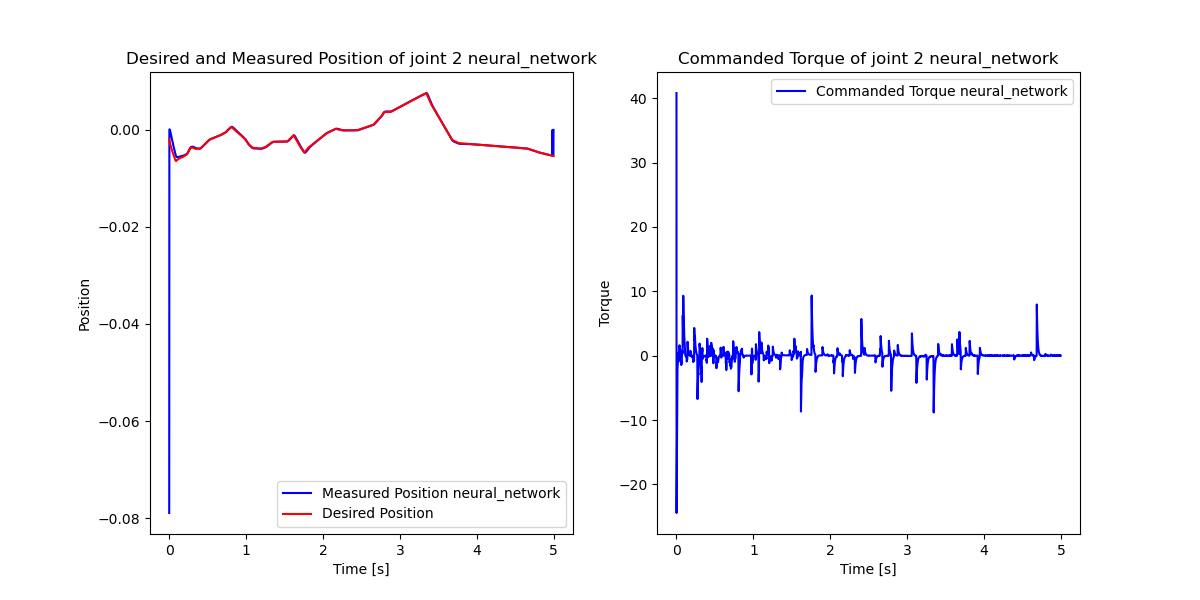 Desired and Measured Position of joint 2 neural_network
Position
0.00
−0.02
−0.04
−0.06
−0.08
Measured Position neural_network
Desired Position
0 1 2 3 4 5
Time [s]
Commanded Torque of joint 2 neural_network
Torque
Commanded Torque neural_network
40
30
20
10
0
−10
−20
0 1 2 3 4 5
Time [s]